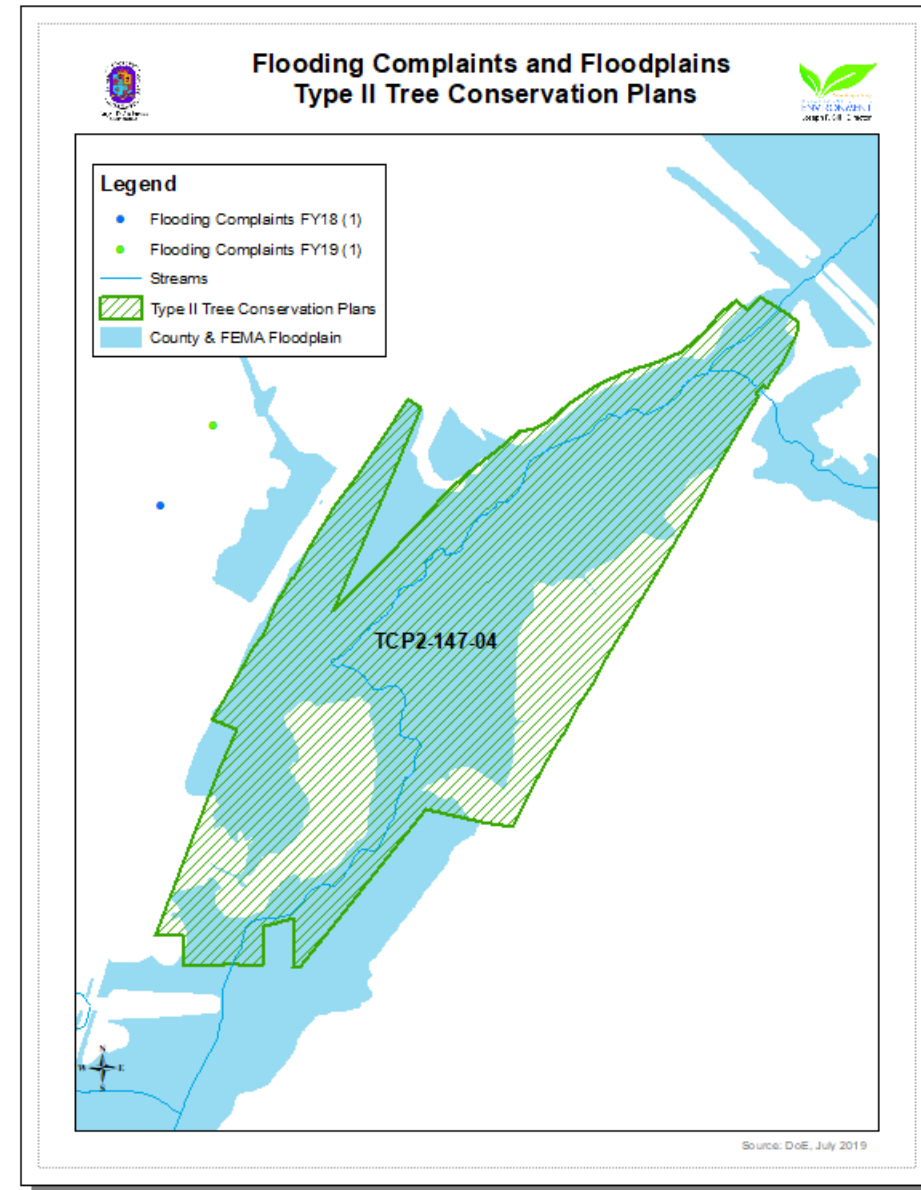 Flooding Complaints and Floodplains
Type II Tree Conservation Plans
ENVIRONMENT
Legend
Flooding Complaints FY18 (1)
Flooding Complaints FY19 (1)
Streams
Type II Tree Conservation Plans
County & FEMA Floodplain
TCP2-147-04
N
W E
S
Source: DoE, July 2019